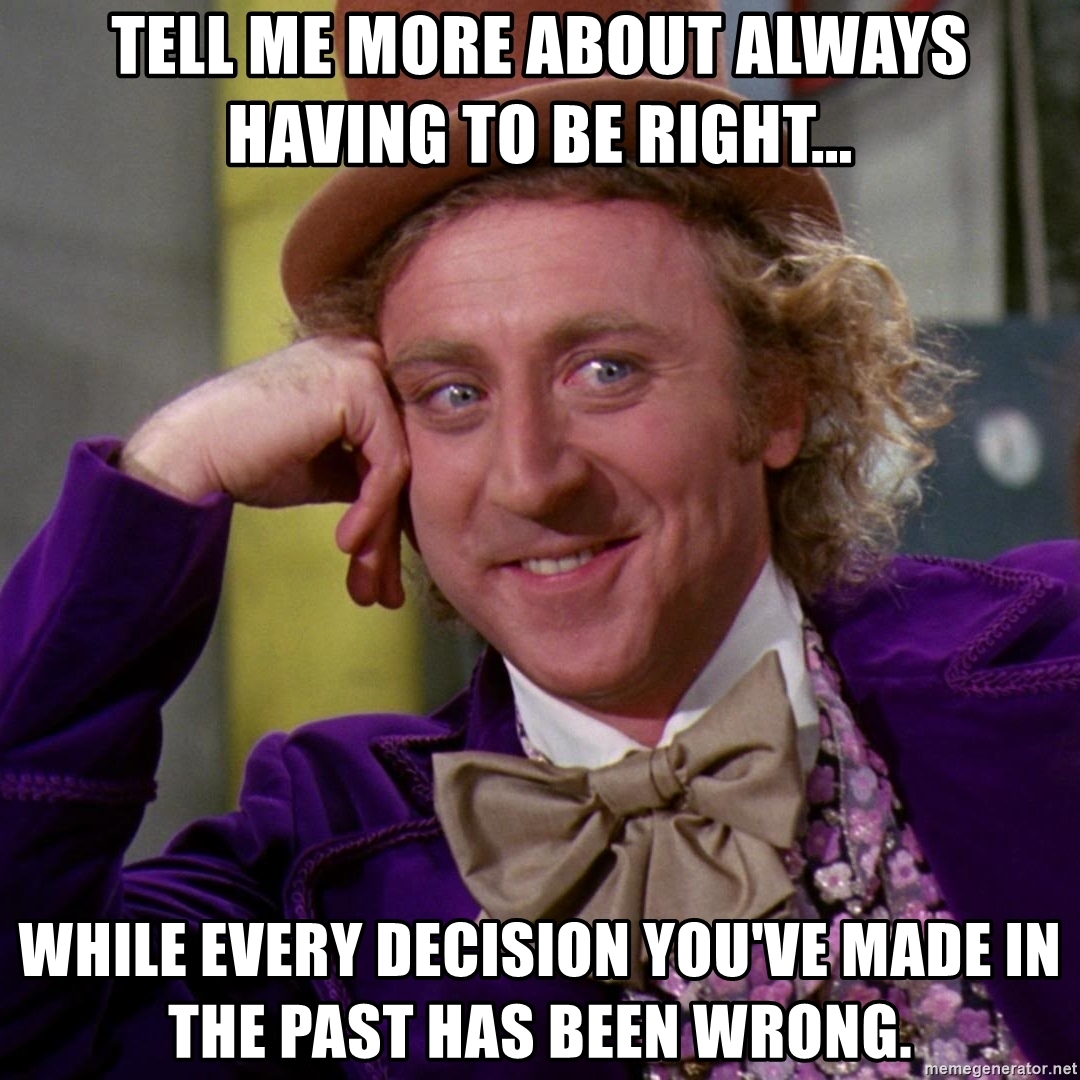 TELL ME MORE ABOUT ALWAYS
HAVING TO BE RIGHT...
WHILE EVERY DECISION YOU'VE MADE IN
THE PAST HAS BEEN WRONG.
memegenerator.net